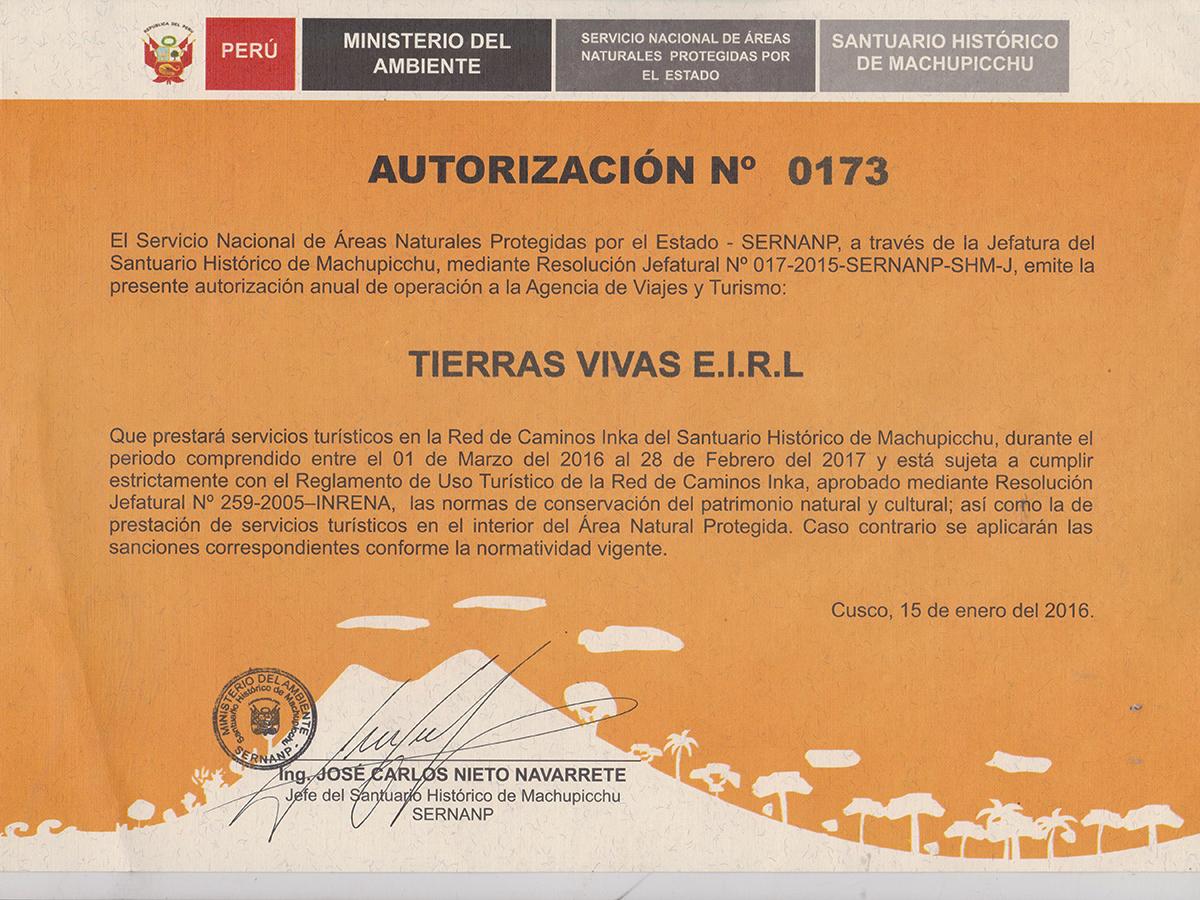 REPÚBLICA DEL PERÚ
PERÚ
MINISTERIO DEL
AMBIENTE
SERVICIO NACIONAL DE ÁREAS
NATURALES PROTEGIDAS POR
EL ESTADO
SANTUARIO HISTÓRICO
DE MACHUPICCHU
AUTORIZACIÓN Nº 0173
El Servicio Nacional de Áreas Naturales Protegidas por el Estado - SERNANP, a través de la Jefatura del
Santuario Histórico de Machupicchu, mediante Resolución Jefatural Nº 017-2015-SERNANP-SHM-J, emite la
presente autorización anual de operación a la Agencia de Viajes y Turismo:
TIERRAS VIVAS E.I.R.L
Que prestará servicios turísticos en la Red de Caminos Inka del Santuario Histórico de Machupicchu, durante el
periodo comprendido entre el 01 de Marzo del 2016 al 28 de Febrero del 2017 y está sujeta a cumplir
estrictamente con el Reglamento de Uso Turístico de la Red de Caminos Inka, aprobado mediante Resolución
Jefatural Nº 259-2005–INRENA, las normas de conservación del patrimonio natural y cultural; así como la de
prestación de servicios turísticos en el interior del Área Natural Protegida. Caso contrario se aplicarán las
sanciones correspondientes conforme la normatividad vigente.
Cusco, 15 de enero del 2016.
MINISTERIO DEL AMBIENTE
Santuario Histórico de Machupicchu
SERNANP
Ing. JOSÉ CARLOS NIETO NAVARRETE
Jefe del Santuario Histórico de Machupicchu
SERNANP